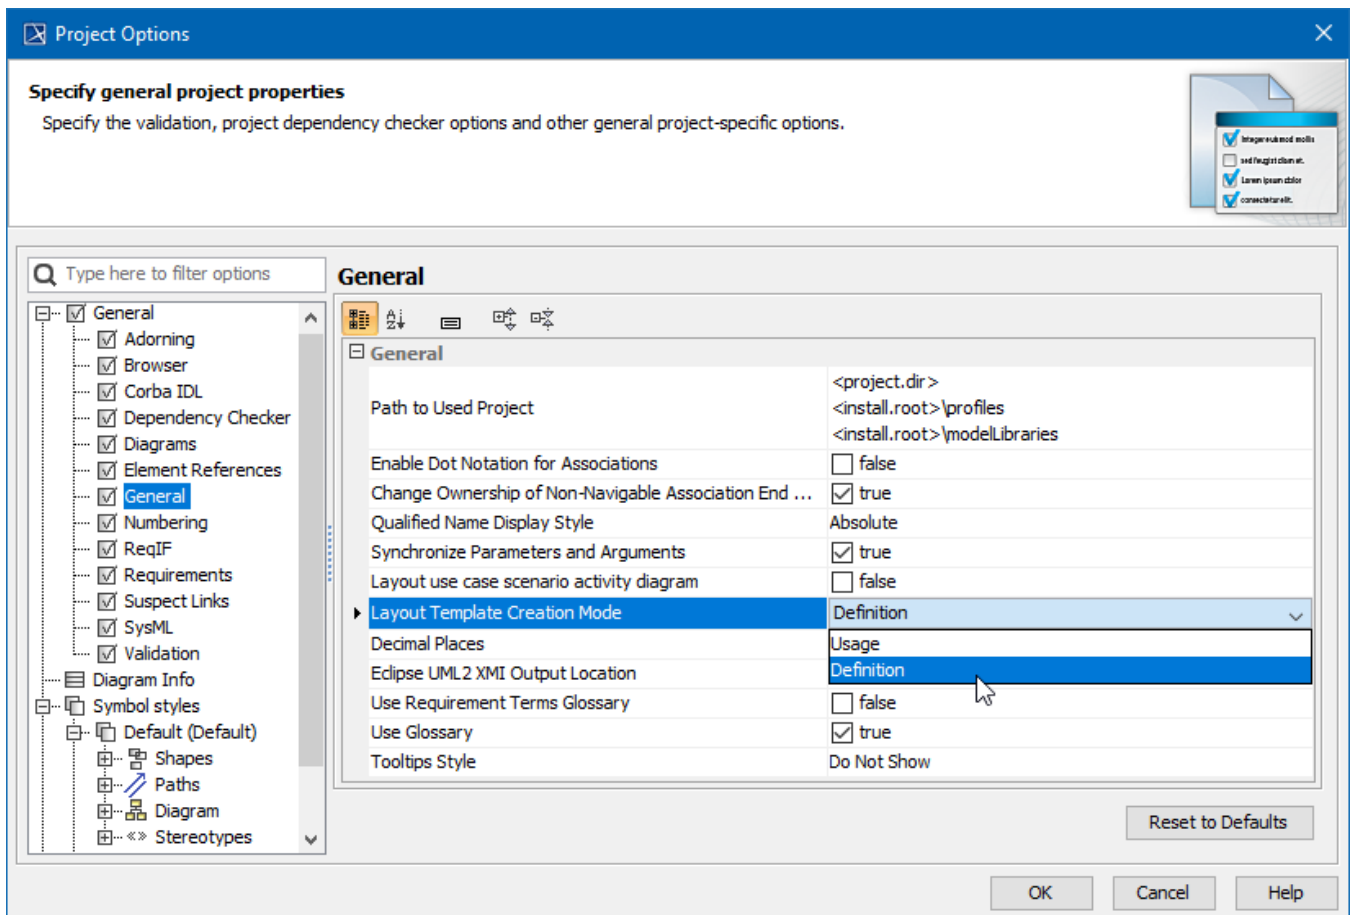 Project Options
Specify general project properties
Specify the validation, project dependency checker options and other general project-specific options.
Type here to filter options
General
Adorning
Browser
Corba IDL
Dependency Checker
Diagrams
Element References
General
Numbering
ReqIF
Requirements
Suspect Links
SysML
Validation
Diagram Info
Symbol styles
Default (Default)
Shapes
Paths
Diagram
«» Stereotypes
General
General
Path to Used Project
<project.dir>
<install.root>\profiles
<install.root>\modelLibraries
Enable Dot Notation for Associations false
Change Ownership of Non-Navigable Association End ... true
Qualified Name Display Style Absolute
Synchronize Parameters and Arguments true
Layout use case scenario activity diagram false
Layout Template Creation Mode Definition
Decimal Places Usage
Eclipse UML2 XMI Output Location Definition
Use Requirement Terms Glossary false
Use Glossary true
Tooltips Style Do Not Show
Reset to Defaults
OK Cancel Help